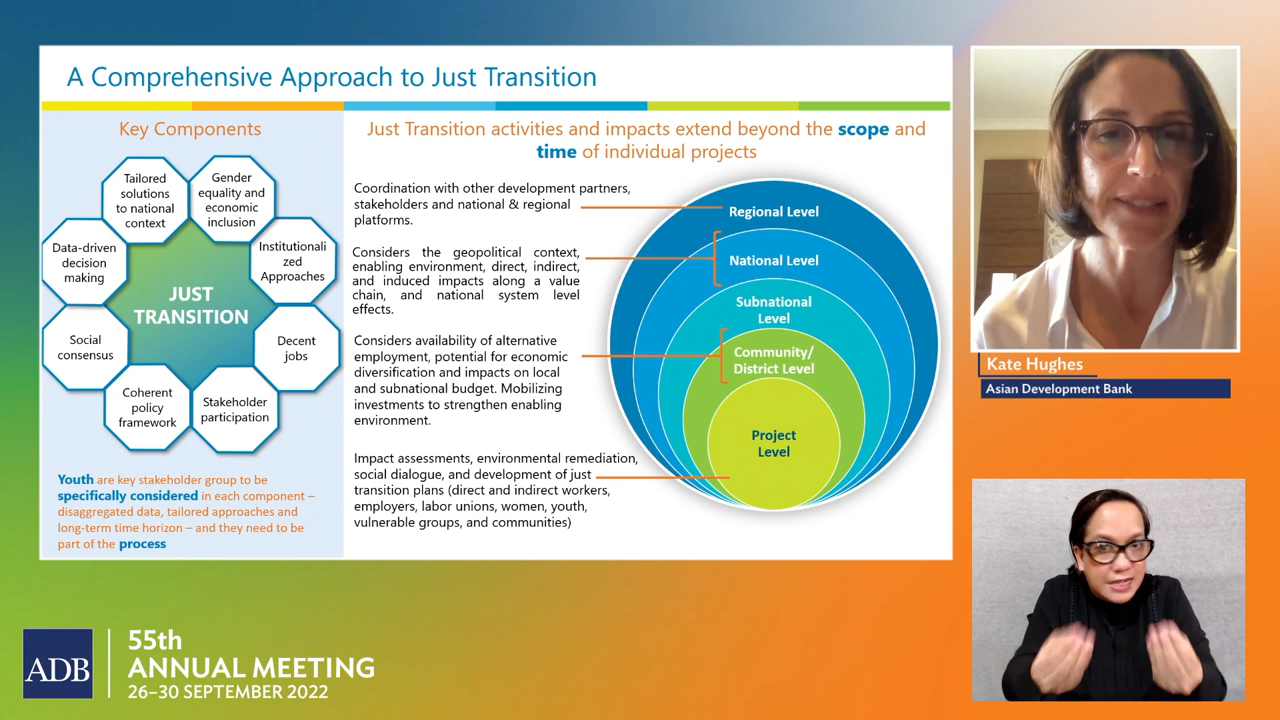 A Comprehensive Approach to Just Transition
Key Components
Tailored
solutions
to national
context
Gender
equality and
economic
inclusion
Data-driven
decision
making
Institutionali
zed
Approaches
JUST
TRANSITION
Social
consensus
Decent
jobs
Coherent
policy
framework
Stakeholder
participation
Youth are key stakeholder group to be
specifically considered in each component –
disaggregated data, tailored approaches and
long-term time horizon – and they need to be
part of the process
Just Transition activities and impacts extend beyond the scope and
time of individual projects
Coordination with other development partners,
stakeholders and national & regional
platforms.
Considers the geopolitical context,
enabling environment, direct, indirect,
and induced impacts along a value
chain, and national system level
effects.
Considers availability of alternative
employment, potential for economic
diversification and impacts on local
and subnational budget. Mobilizing
investments to strengthen enabling
environment.
Impact assessments, environmental remediation,
social dialogue, and development of just
transition plans (direct and indirect workers,
employers, labor unions, women, youth,
vulnerable groups, and communities)
Regional Level
National Level
Subnational
Level
Community/
District Level
Project
Level
Kate Hughes
Asian Development Bank
ADB
55th
ANNUAL MEETING
26–30 SEPTEMBER 2022